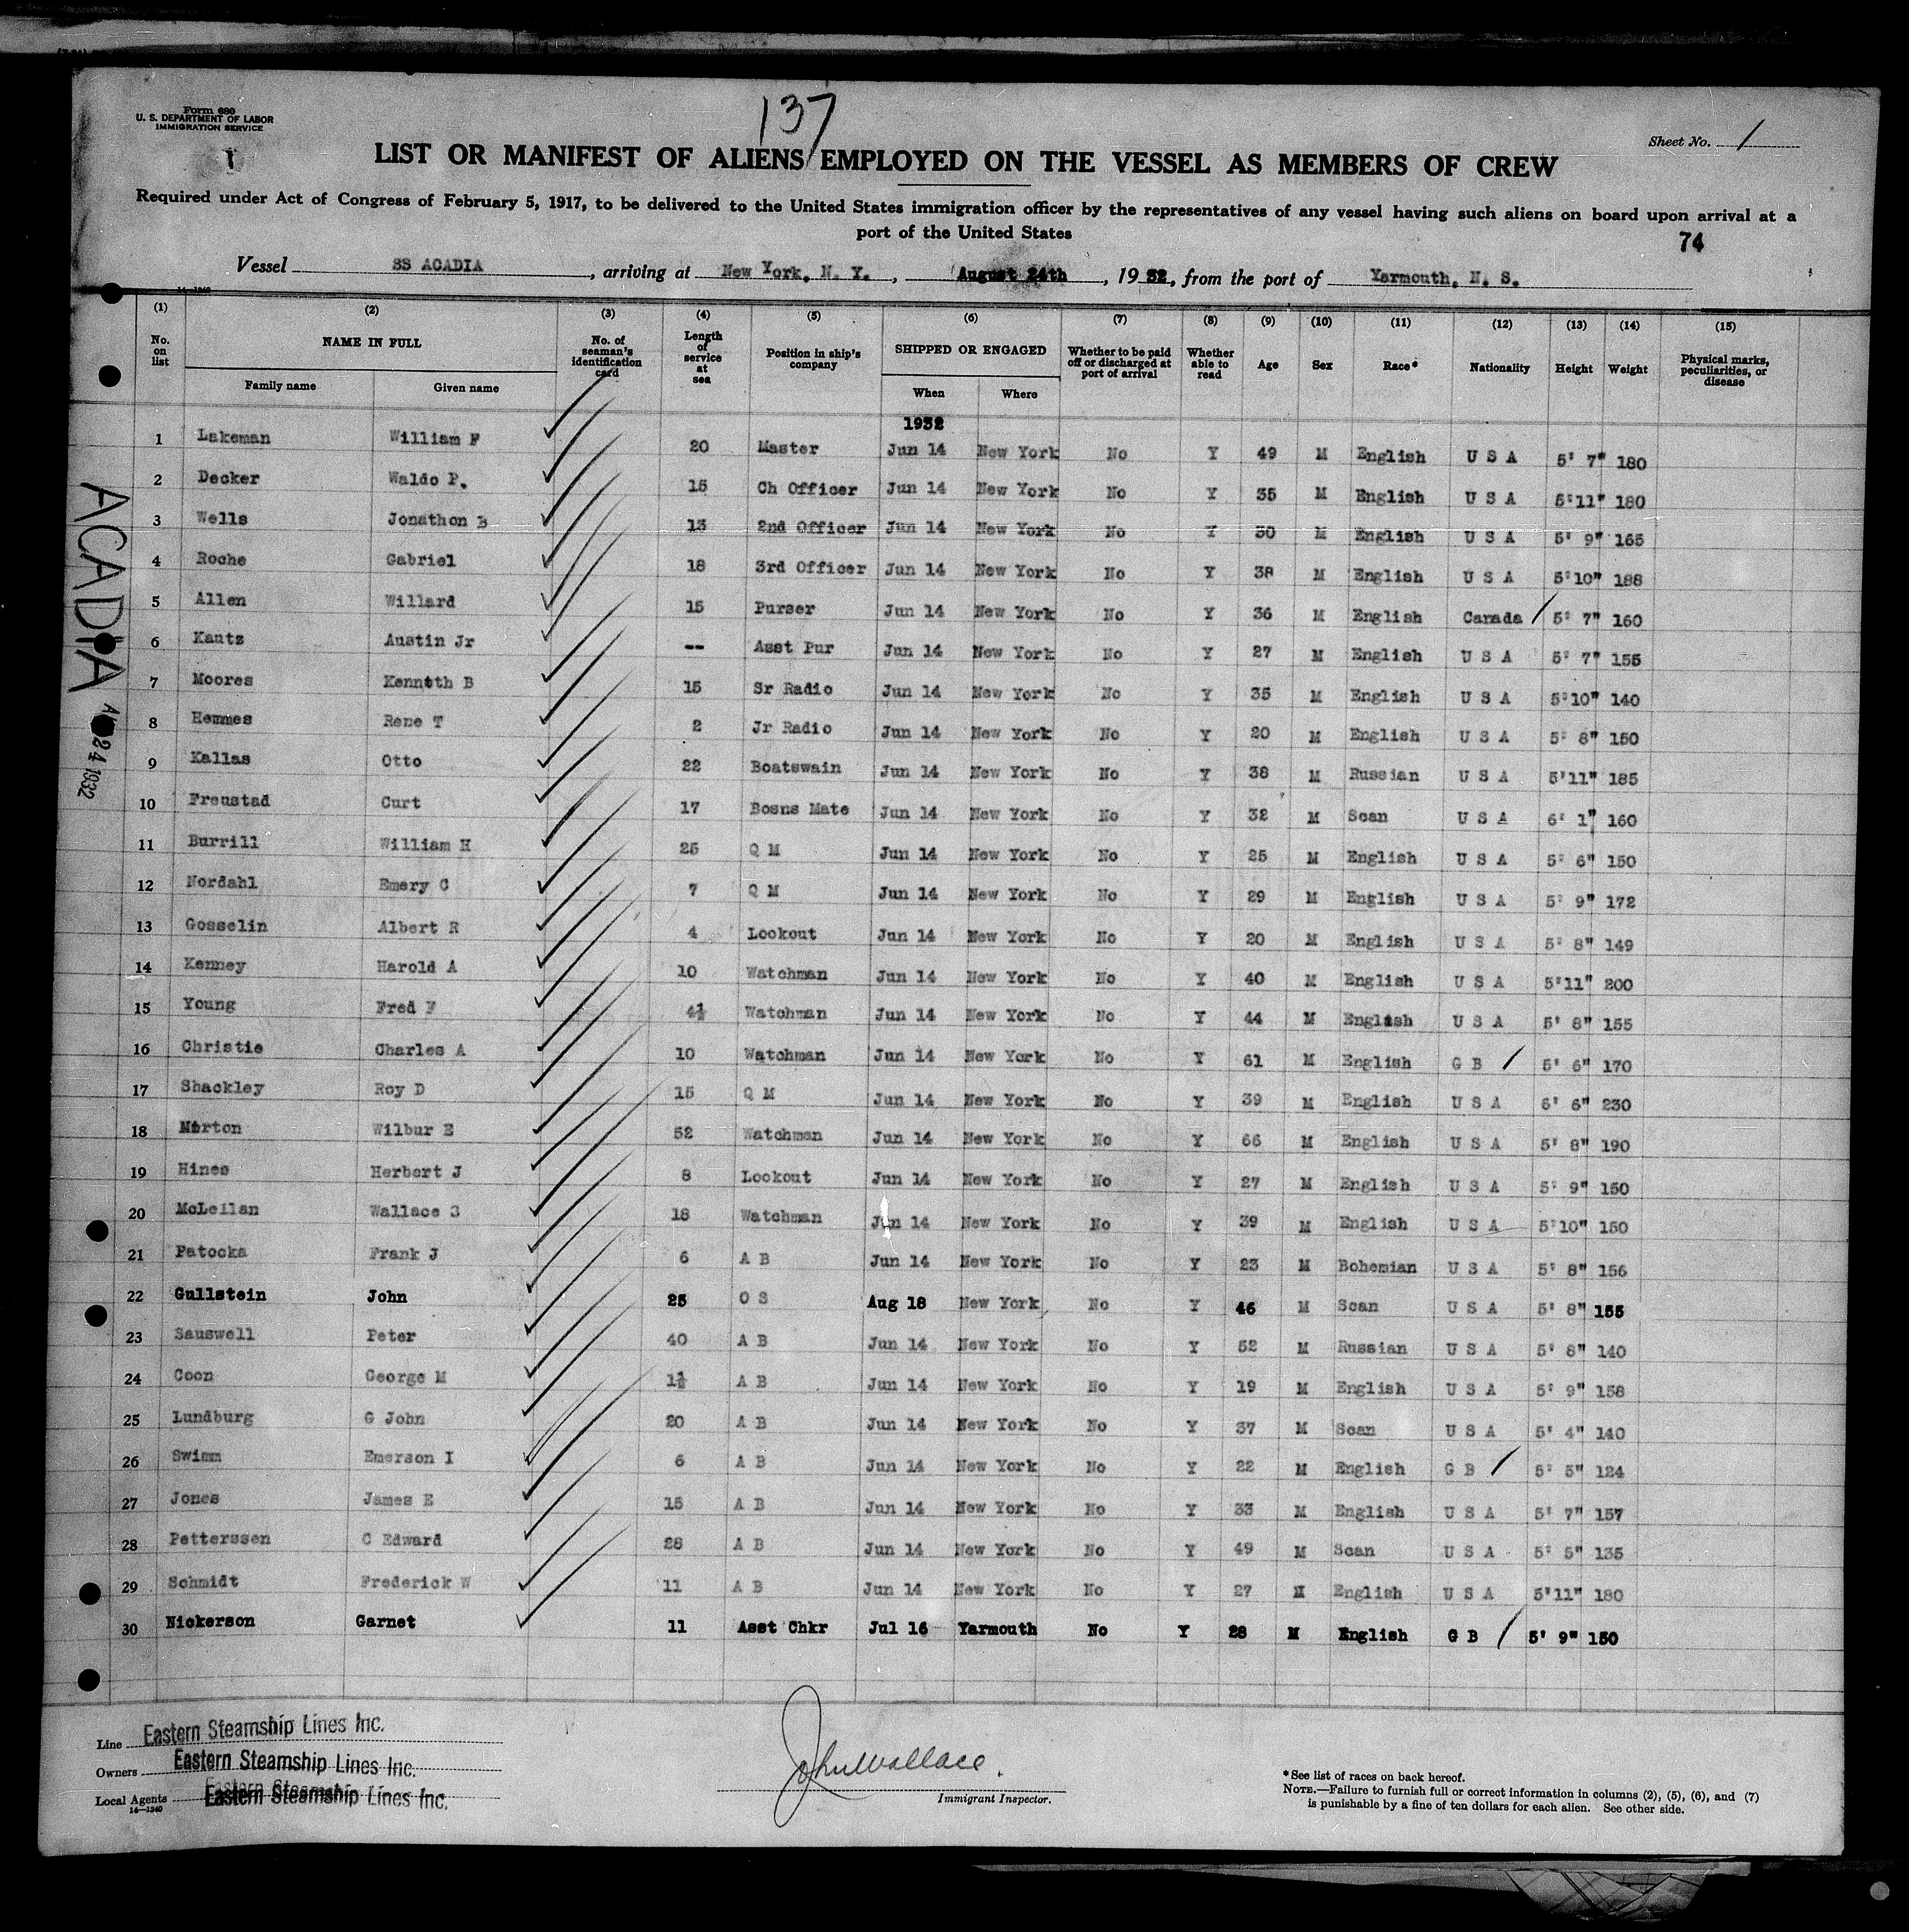 137
Form 680
U. S. DEPARTMENT OF LABOR
IMMIGRATION SERVICE
1
Sheet No. 1
LIST OR MANIFEST OF ALIENS EMPLOYED ON THE VESSEL AS MEMBERS OF CREW
Required under Act of Congress of February 5, 1917, to be delivered to the United States immigration officer by the representatives of any vessel having such aliens on board upon arrival at a
port of the United States
74
Vessel SS ACADIA, arriving at New York, N. Y., August 24th, 1932, from the port of Yarmouth, N. S.
14—1240
(1) (2) (3) (4) (5) (6) (7) (8) (9) (10) (11) (12) (13) (14) (15)
No. on list NAME IN FULL No. of seaman's identification card Length of service at sea Position in ship's company SHIPPED OR ENGAGED Whether to be paid off or discharged at port of arrival Whether able to read Age Sex Race* Nationality Height Weight Physical marks, peculiarities, or disease
Family name Given name When Where
1932
1 Lakeman William F 20 Master Jun 14 New York No Y 49 M English U S A 5' 7" 180
2 Decker Waldo P. 15 Ch Officer Jun 14 New York No Y 35 M English U S A 5'11" 180
3 Wells Jonathon B 13 2nd Officer Jun 14 New York No Y 30 M English U S A 5' 9" 165
4 Roche Gabriel 18 3rd Officer Jun 14 New York No Y 38 M English U S A 5'10" 188
5 Allen Willard 15 Purser Jun 14 New York No Y 36 M English Canada / 5' 7" 160
6 Kautz Austin Jr -- Asst Pur Jun 14 New York No Y 27 M English U S A 5' 7" 155
7 Moores Kenneth B 15 Sr Radio Jun 14 New York No Y 35 M English U S A 5'10" 140
8 Hemmes Rene T 2 Jr Radio Jun 14 New York No Y 20 M English U S A 5' 8" 150
9 Kallas Otto 22 Boatswain Jun 14 New York No Y 38 M Russian U S A 5'11" 185
10 Freustad Curt 17 Bosns Mate Jun 14 New York No Y 32 M Scan U S A 6' 1" 160
11 Burrill William H 25 Q M Jun 14 New York No Y 25 M English U S A 5' 6" 150
12 Nordahl Emery C 7 Q M Jun 14 New York No Y 29 M English U S A 5' 9" 172
13 Gosselin Albert R 4 Lookout Jun 14 New York No Y 20 M English U S A 5' 8" 149
14 Kenney Harold A 10 Watchman Jun 14 New York No Y 40 M English U S A 5'11" 200
15 Young Fred F 4½ Watchman Jun 14 New York No Y 44 M English U S A 5' 8" 155
16 Christie Charles A 10 Watchman Jun 14 New York No Y 61 M English G B / 5' 6" 170
17 Shackley Roy D 15 Q M Jun 14 New York No Y 39 M English U S A 6' 6" 230
18 Morton Wilbur E 52 Watchman Jun 14 New York No Y 66 M English U S A 5' 8" 190
19 Hines Herbert J 8 Lookout Jun 14 New York No Y 27 M English U S A 5' 9" 150
20 McLeilan Wallace S 18 Watchman Jun 14 New York No Y 39 M English U S A 5'10" 150
21 Patocka Frank J 6 A B Jun 14 New York No Y 23 M Bohemian U S A 5' 8" 156
22 Gullstein John 25 O S Aug 18 New York No Y 46 M Scan U S A 5' 8" 155
23 Sauswell Peter 40 A B Jun 14 New York No Y 52 M Russian U S A 5' 8" 140
24 Coon George M 1½ A B Jun 14 New York No Y 19 M English U S A 5' 9" 158
25 Lundburg G John 20 A B Jun 14 New York No Y 37 M Scan U S A 5' 4" 140
26 Swimm Emerson I 6 A B Jun 14 New York No Y 22 M English G B / 5' 5" 124
27 Jones James E 15 A B Jun 14 New York No Y 33 M English U S A 5' 7" 157
28 Petterssen C Edward 28 A B Jun 14 New York No Y 49 M Scan U S A 5' 5" 135
29 Schmidt Frederick W 11 A B Jun 14 New York No Y 27 M English U S A 5'11" 180
30 Nickerson Garnet 11 Asst Chkr Jul 16 Yarmouth No Y 28 M English G B / 5' 9" 150
ACADIA
24 1932
Line Eastern Steamship Lines Inc.
Owners Eastern Steamship Lines Inc.
Local Agents Eastern Steamship Lines Inc.
14—1240
John Wallace.
Immigrant Inspector.
*See list of races on back hereof.
NOTE.—Failure to furnish full or correct information in columns (2), (5), (6), and (7)
is punishable by a fine of ten dollars for each alien. See other side.